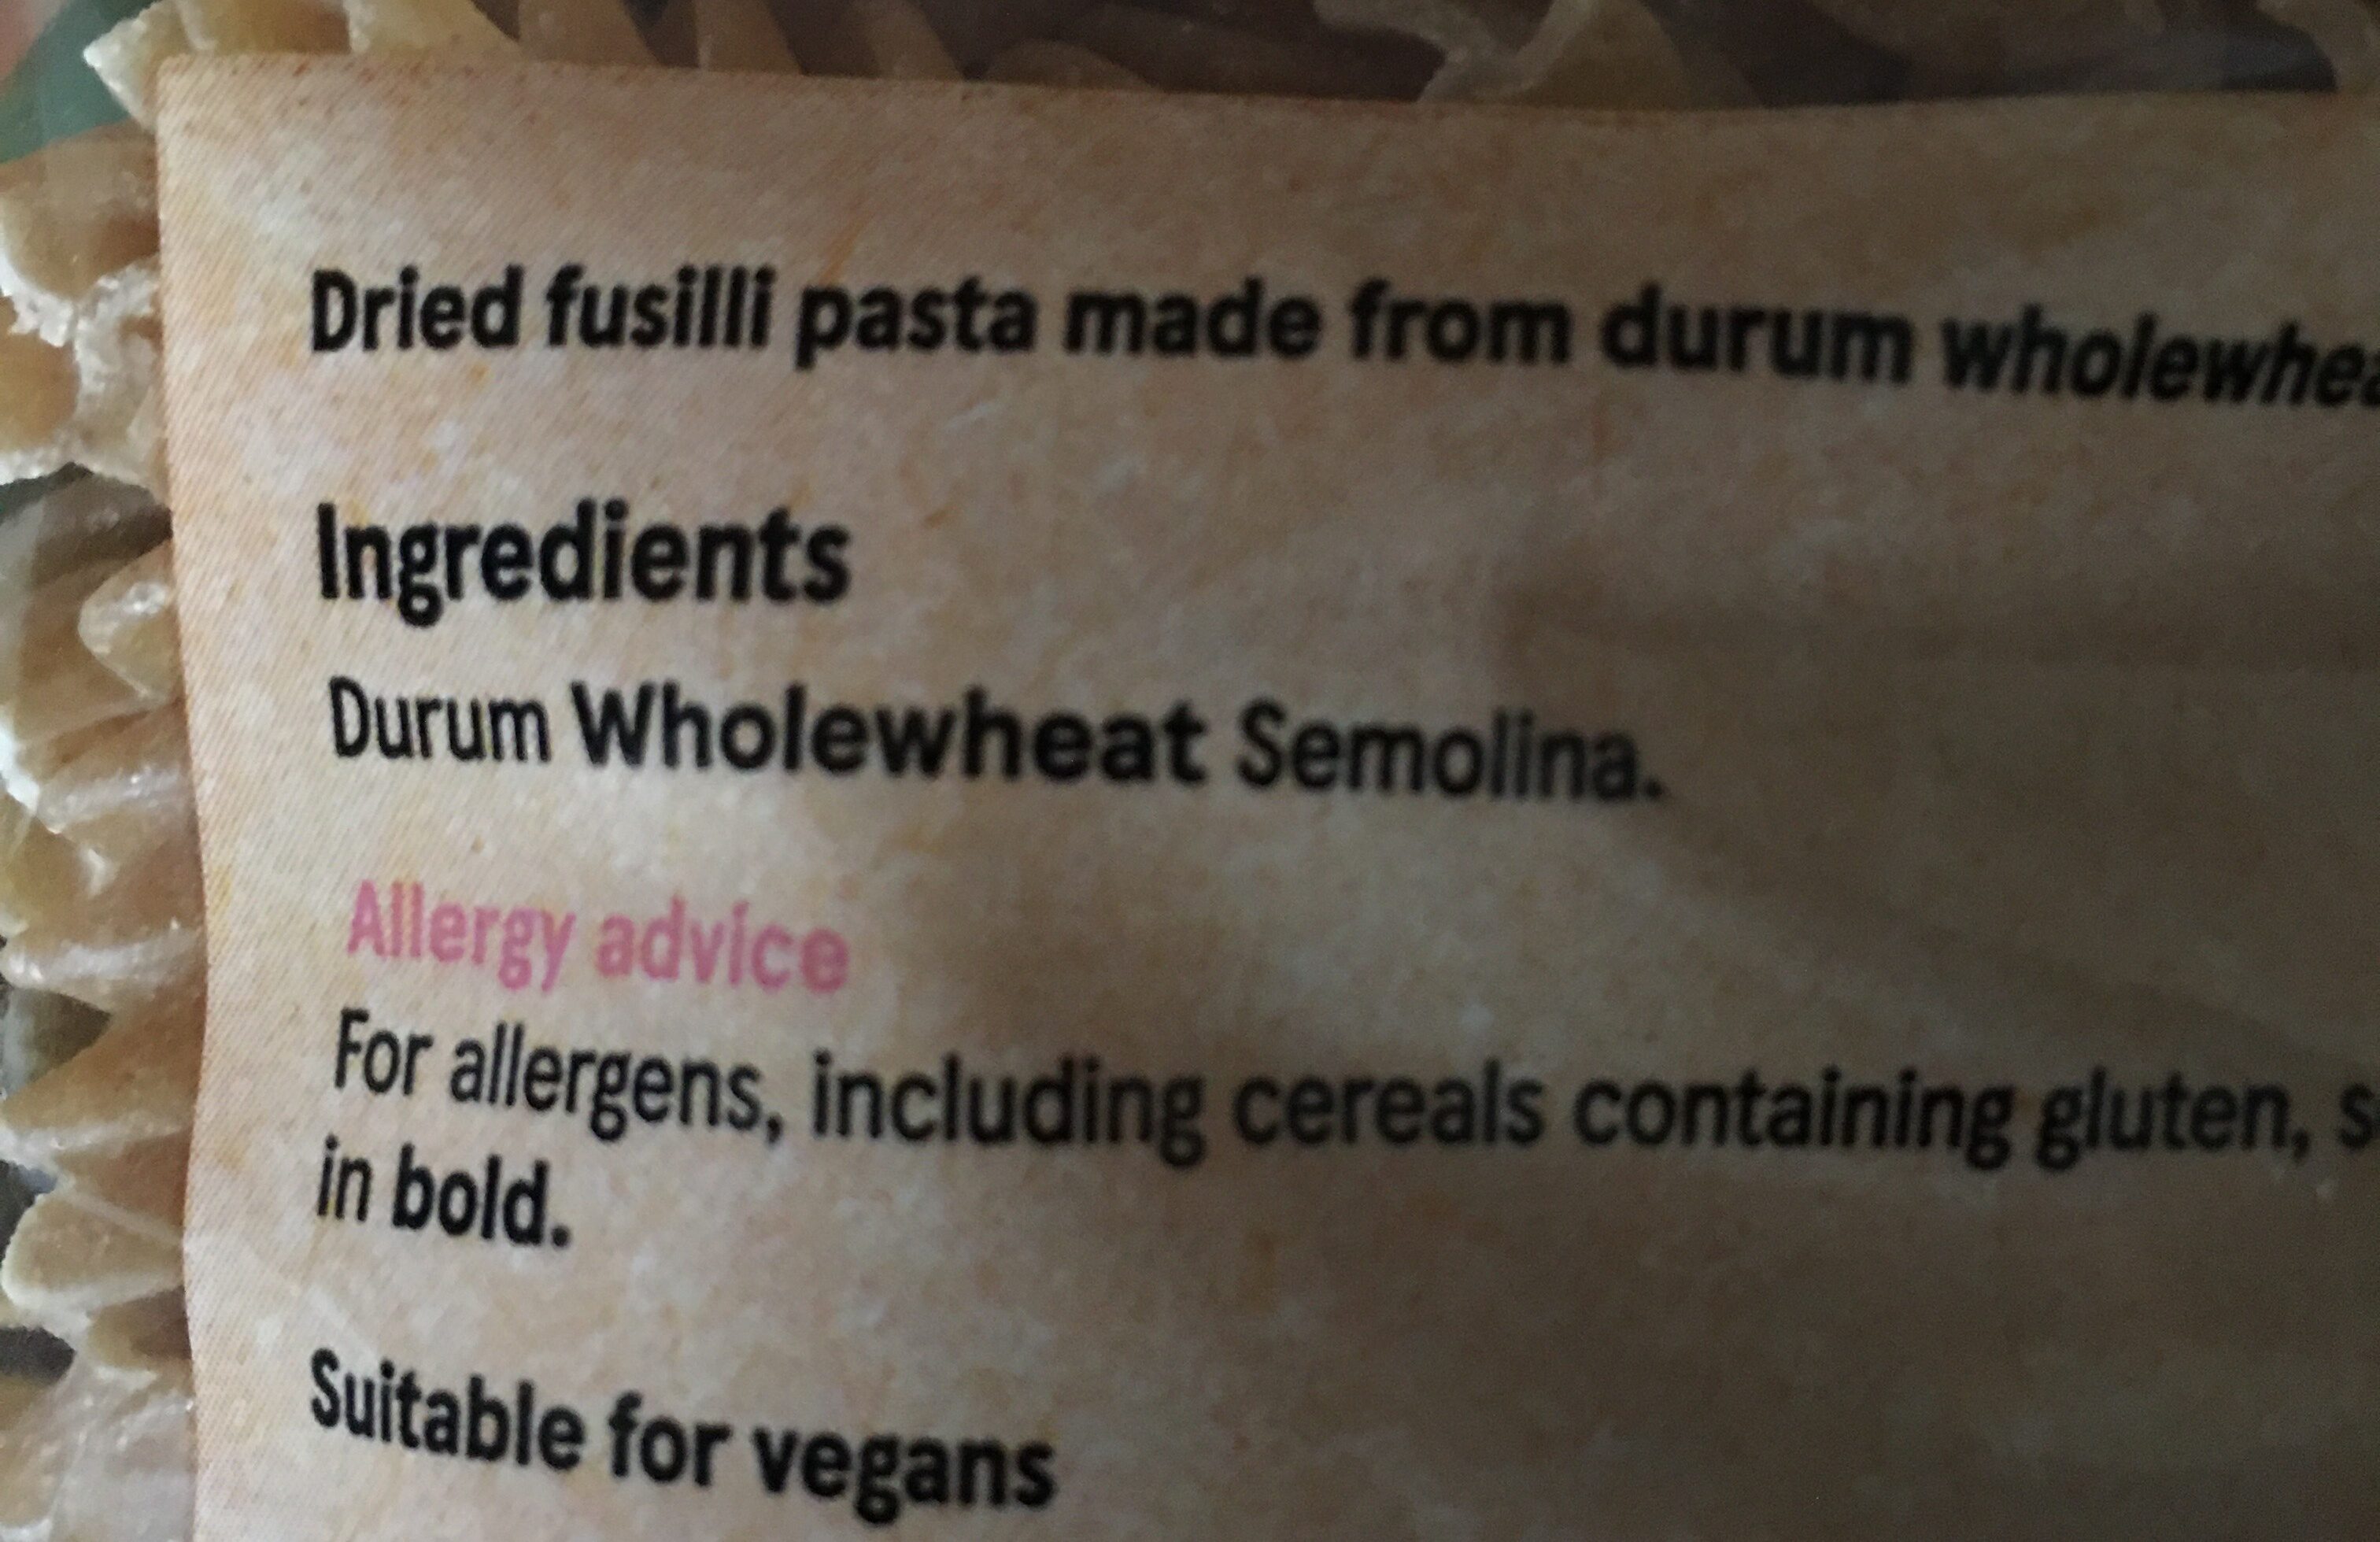 Dried fusilli pasta made from durum wholewhea
Ingredients
Durum Wholewheat Semolina.
Allergy advice
For allergens, including cereals containing gluten, s
in bold.
Suitable for vegans